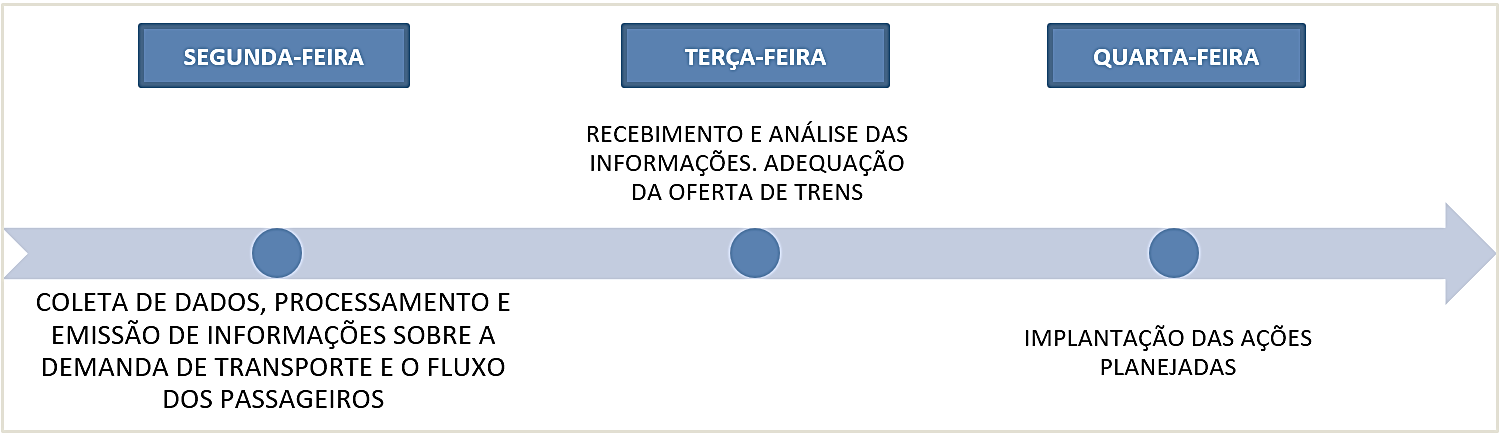 SEGUNDA-FEIRA
TERÇA-FEIRA
QUARTA-FEIRA
RECEBIMENTO E ANÁLISE DAS
INFORMAÇÕES. ADEQUAÇÃO
DA OFERTA DE TRENS
COLETA DE DADOS, PROCESSAMENTO E
EMISSÃO DE INFORMAÇÕES SOBRE A
DEMANDA DE TRANSPORTE E O FLUXO
DOS PASSAGEIROS
IMPLANTAÇÃO DAS AÇÕES
PLANEJADAS